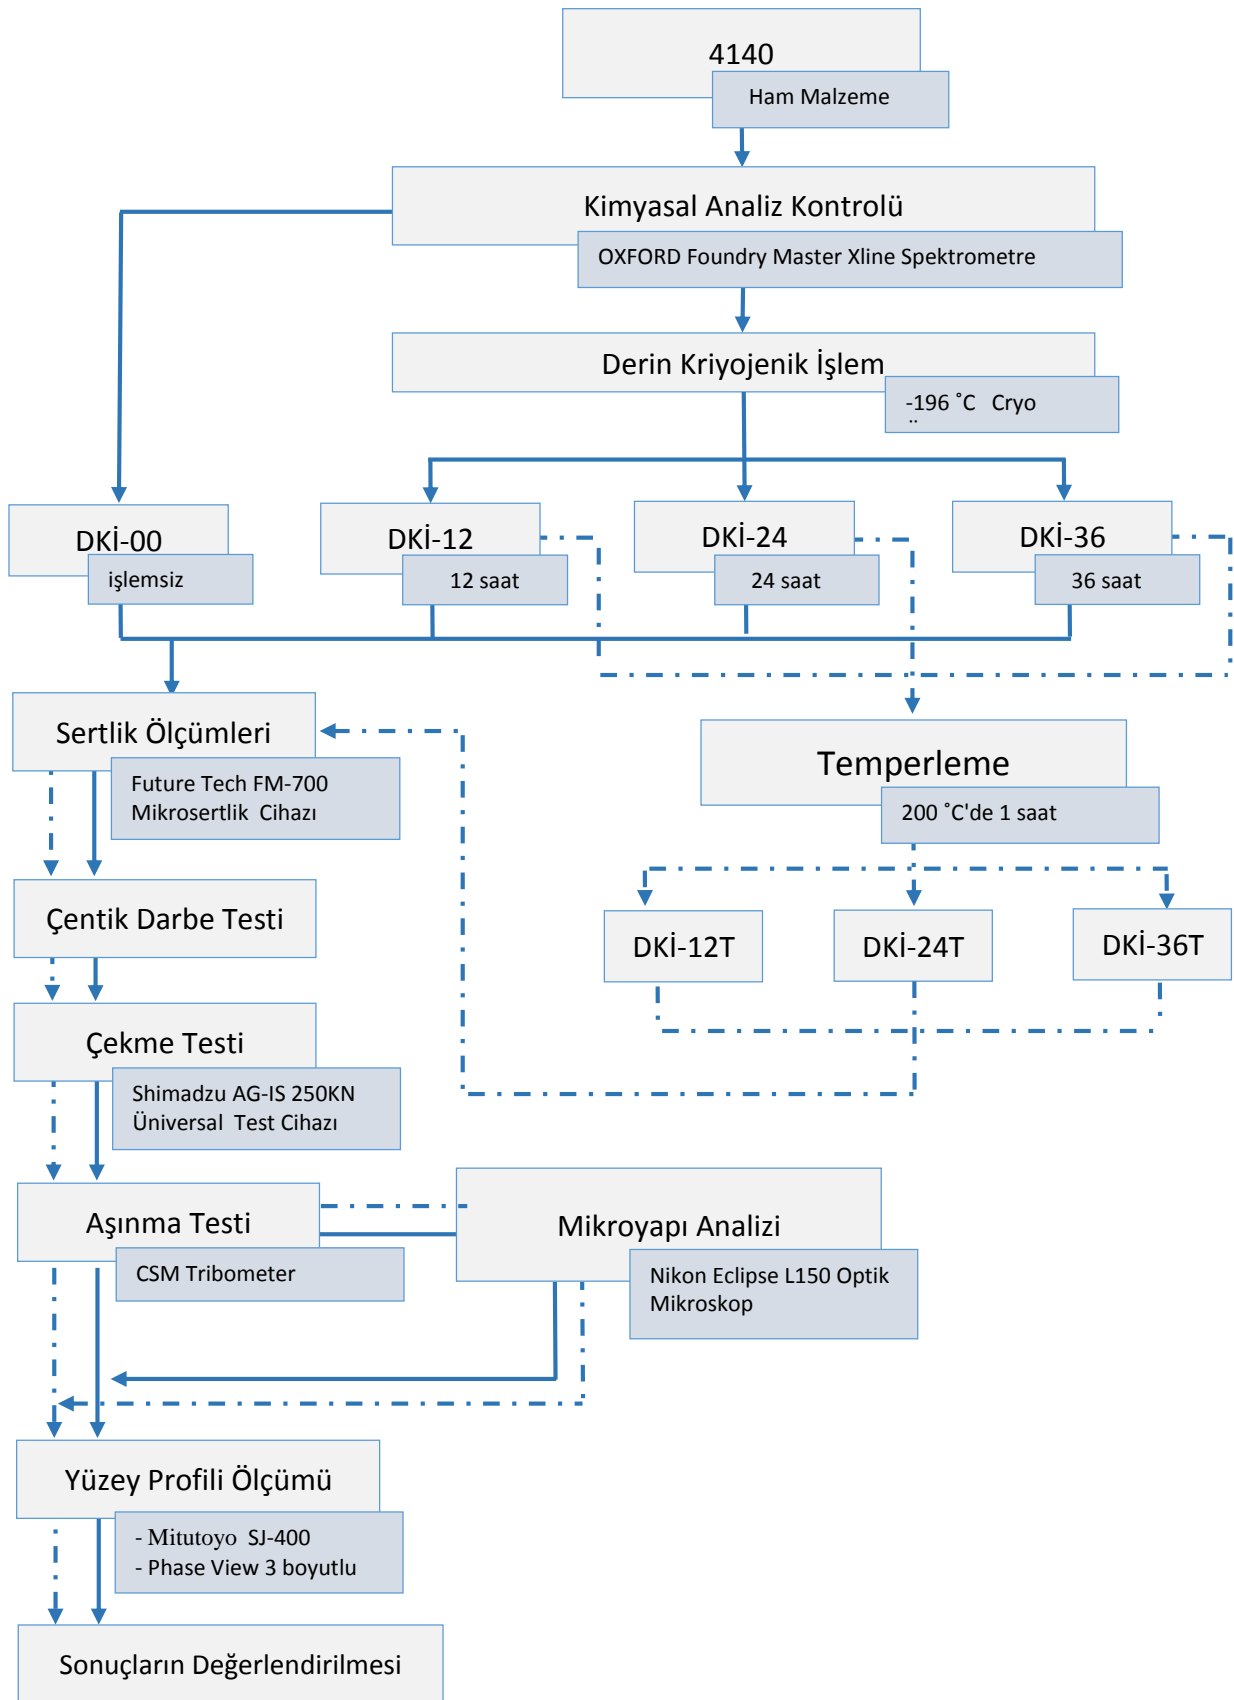 4140
Ham Malzeme
Kimyasal Analiz Kontrolü
OXFORD Foundry Master Xline Spektrometre
Derin Kriyojenik İşlem
-196 ˚C Cryo
DKİ-00
işlemsiz
DKİ-12
12 saat
DKİ-24
24 saat
DKİ-36
36 saat
Sertlik Ölçümleri
Future Tech FM-700
Mikrosertlik Cihazı
Temperleme
200 ˚C'de 1 saat
Çentik Darbe Testi
DKİ-12T
DKİ-24T
DKİ-36T
Çekme Testi
Shimadzu AG-IS 250KN
Üniversal Test Cihazı
Aşınma Testi
CSM Tribometer
Mikroyapı Analizi
Nikon Eclipse L150 Optik
Mikroskop
Yüzey Profili Ölçümü
- Mitutoyo SJ-400
- Phase View 3 boyutlu
Sonuçların Değerlendirilmesi